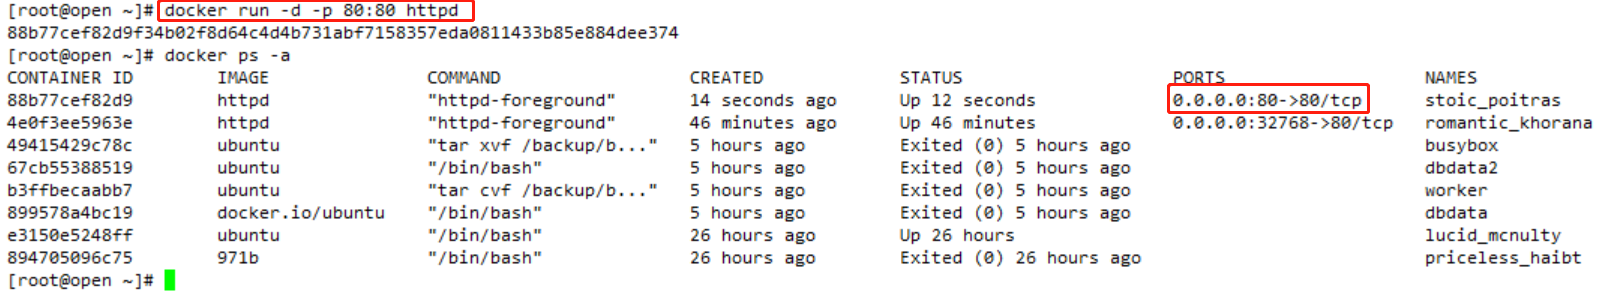 [root@open ~]# docker run -d -p 80:80 httpd
88b77cef82d9f34b02f8d64c4d4b731abf7158357eda0811433b85e884dee374
[root@open ~]# docker ps -a
CONTAINER ID        IMAGE               COMMAND                  CREATED             STATUS                    PORTS                   NAMES
88b77cef82d9        httpd               "httpd-foreground"       14 seconds ago      Up 12 seconds             0.0.0.0:80->80/tcp      stoic_poitras
4e0f3ee5963e        httpd               "httpd-foreground"       46 minutes ago      Up 46 minutes             0.0.0.0:32768->80/tcp   romantic_khorana
49415429c78c        ubuntu              "tar xvf /backup/b..."   5 hours ago         Exited (0) 5 hours ago                            busybox
67cb55388519        ubuntu              "/bin/bash"              5 hours ago         Exited (0) 5 hours ago                            dbdata2
b3ffbecaabb7        ubuntu              "tar cvf /backup/b..."   5 hours ago         Exited (0) 5 hours ago                            worker
899578a4bc19        docker.io/ubuntu    "/bin/bash"              5 hours ago         Exited (0) 5 hours ago                            dbdata
e3150e5248ff        ubuntu              "/bin/bash"              26 hours ago        Up 26 hours                                       lucid_mcnulty
894705096c75        971b                "/bin/bash"              26 hours ago        Exited (0) 26 hours ago                           priceless_haibt
[root@open ~]#